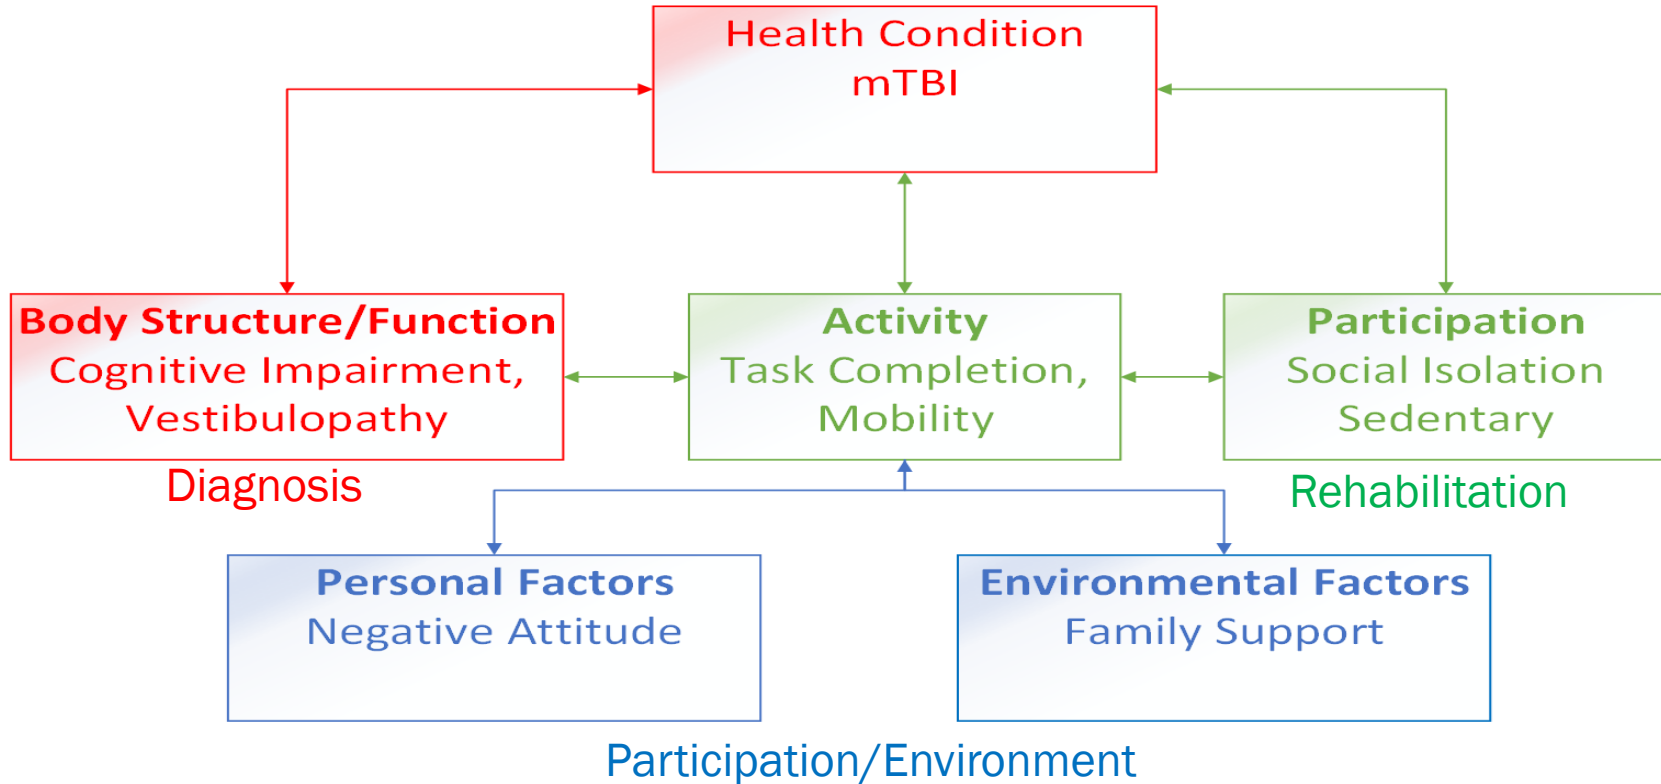 Health Condition
mTBI
Body Structure/Function
Cognitive Impairment,
Vestibulopathy
Activity
Task Completion,
Mobility
Participation
Social Isolation
Sedentary
Diagnosis
Rehabilitation
Personal Factors
Negative Attitude
Environmental Factors
Family Support
Participation/Environment